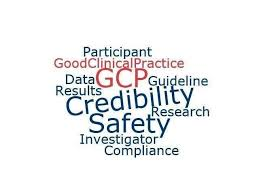 Participant
GoodClinicalPractice
Data GCP Guideline
Results
Credibility
Research
Safety
Investigator
Compliance